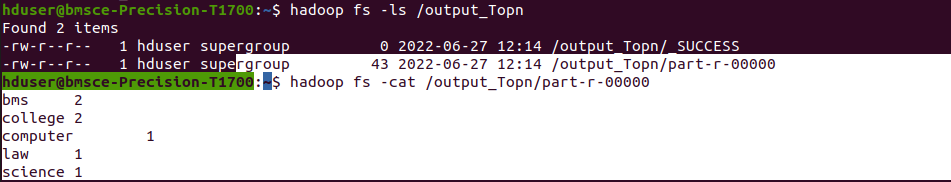 hduser@bmsce-Precision-T1700:~$ hadoop fs -ls /output_Topn
Found 2 items
-rw-r--r--   1 hduser supergroup          0 2022-06-27 12:14 /output_Topn/_SUCCESS
-rw-r--r--   1 hduser supergroup         43 2022-06-27 12:14 /output_Topn/part-r-00000
hduser@bmsce-Precision-T1700:~$ hadoop fs -cat /output_Topn/part-r-00000
bms     2
college 2
computer        1
law     1
science 1